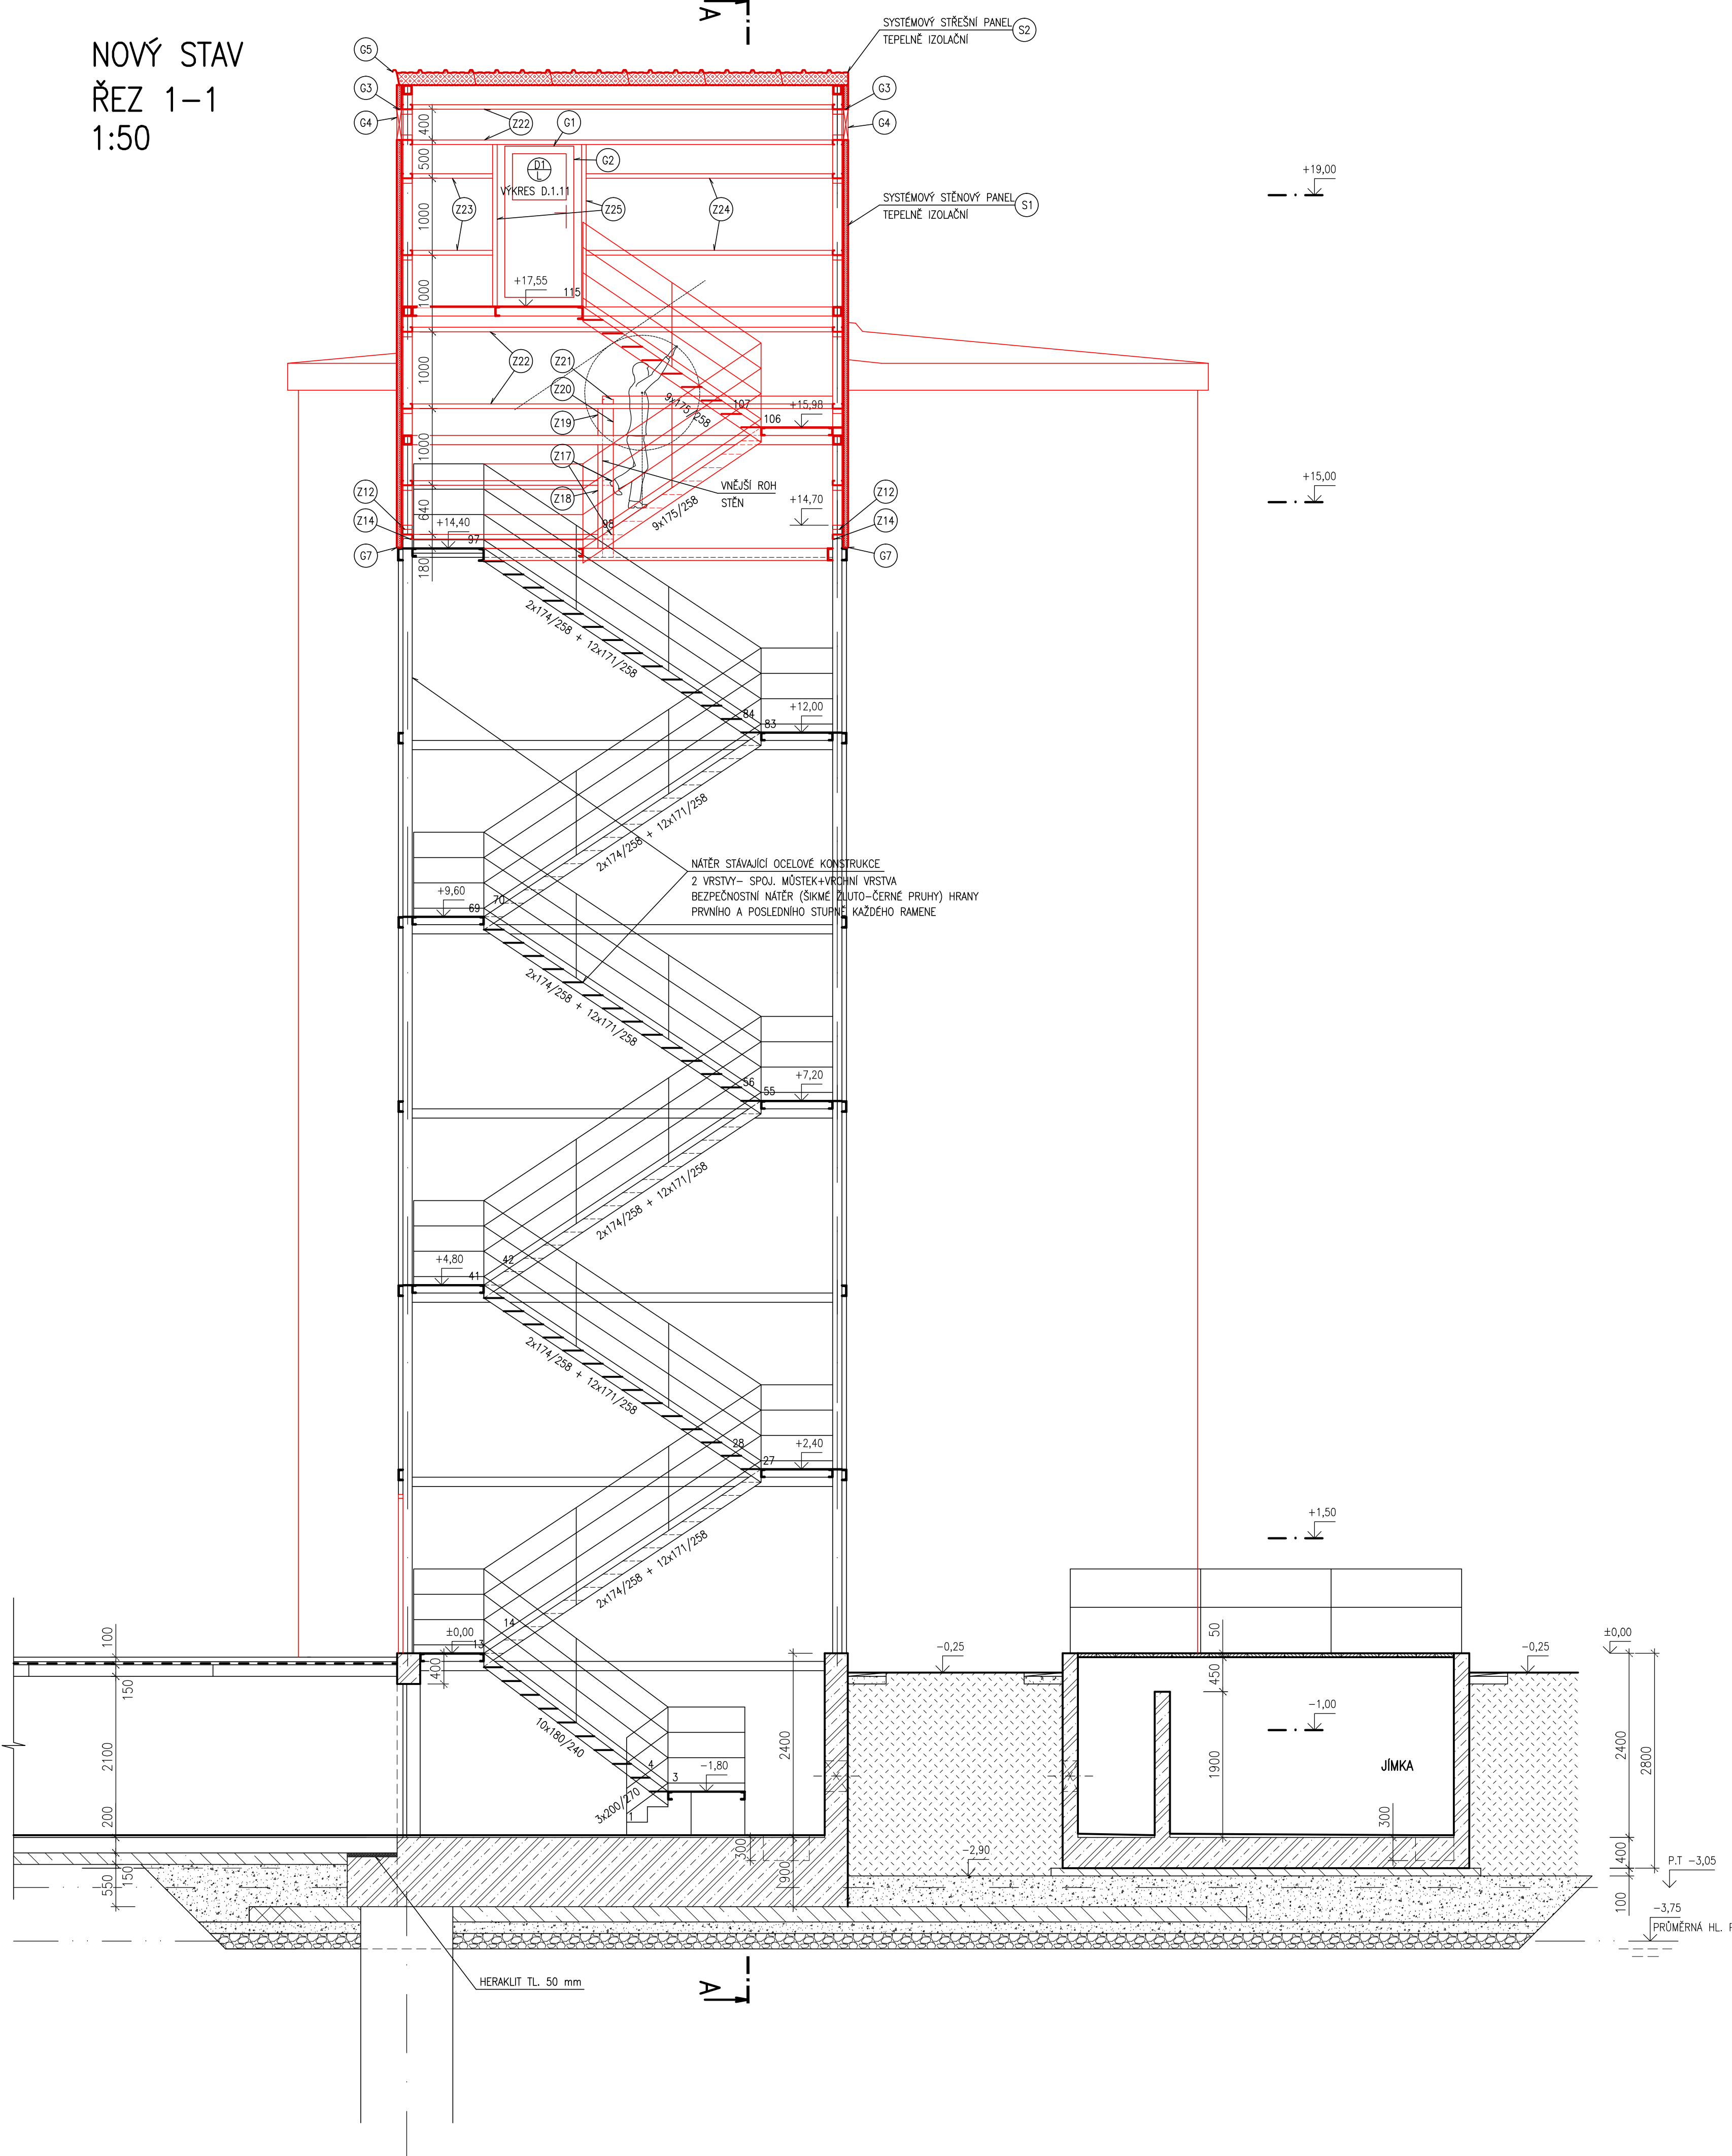 NOVÝ STAV
ŘEZ 1-1
1:50
A
SYSTÉMOVÝ STŘEŠNÍ PANEL
TEPELNĚ IZOLAČNÍ
S2
G5
G3
G4
G3
G4
400
Z22
G1
500
D1
L
G2
VÝKRES D.1.11
+19,00
SYSTÉMOVÝ STĚNOVÝ PANEL
TEPELNĚ IZOLAČNÍ
S1
1000
Z23
Z25
Z24
+17,55
115
1000
Z22
Z21
1000
Z20
9x175/258
107
+15,98
106
Z19
1000
Z17
VNĚJŠÍ ROH
STĚN
+15,00
Z12
Z18
+14,70
Z12
640
9x175/258
Z14
+14,40
98
Z14
97
G7
180
G7
2x174/258 + 12x171/258
+12,00
84
83
2x174/258 + 12x171/258
NÁTĚR STÁVAJÍCÍ OCELOVÉ KONSTRUKCE
2 VRSTVY- SPOJ. MŮSTEK+VRCHNÍ VRSTVA
BEZPEČNOSTNÍ NÁTĚR (ŠIKMÉ ŽLUTO-ČERNÉ PRUHY) HRANY
PRVNÍHO A POSLEDNÍHO STUPNĚ KAŽDÉHO RAMENE
+9,60
70
69
2x174/258 + 12x171/258
+7,20
56
55
2x174/258 + 12x171/258
+4,80
42
41
2x174/258 + 12x171/258
+2,40
28
27
2x174/258 + 12x171/258
+1,50
14
±0,00
13
400
100
150
2100
200
550
150
10x180/240
4
3
-1,80
3x200/270
1
2400
300
900
-0,25
50
450
-1,00
1900
JÍMKA
300
-0,25
±0,00
2400
2800
400
100
-2,90
P.T -3,05
-3,75
PRŮMĚRNÁ HL.
HERAKLIT TL. 50 mm
A